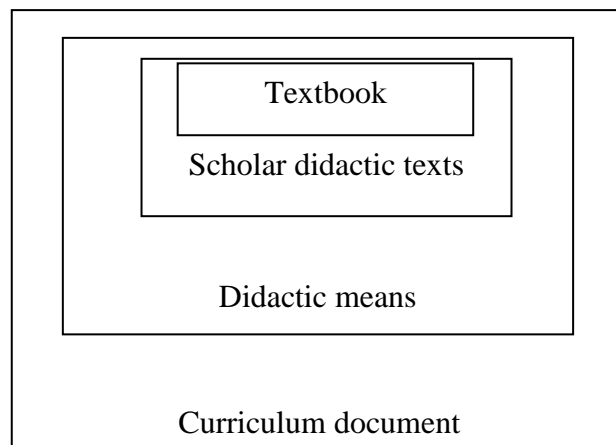 Textbook
Scholar didactic texts
Didactic means
Curriculum document